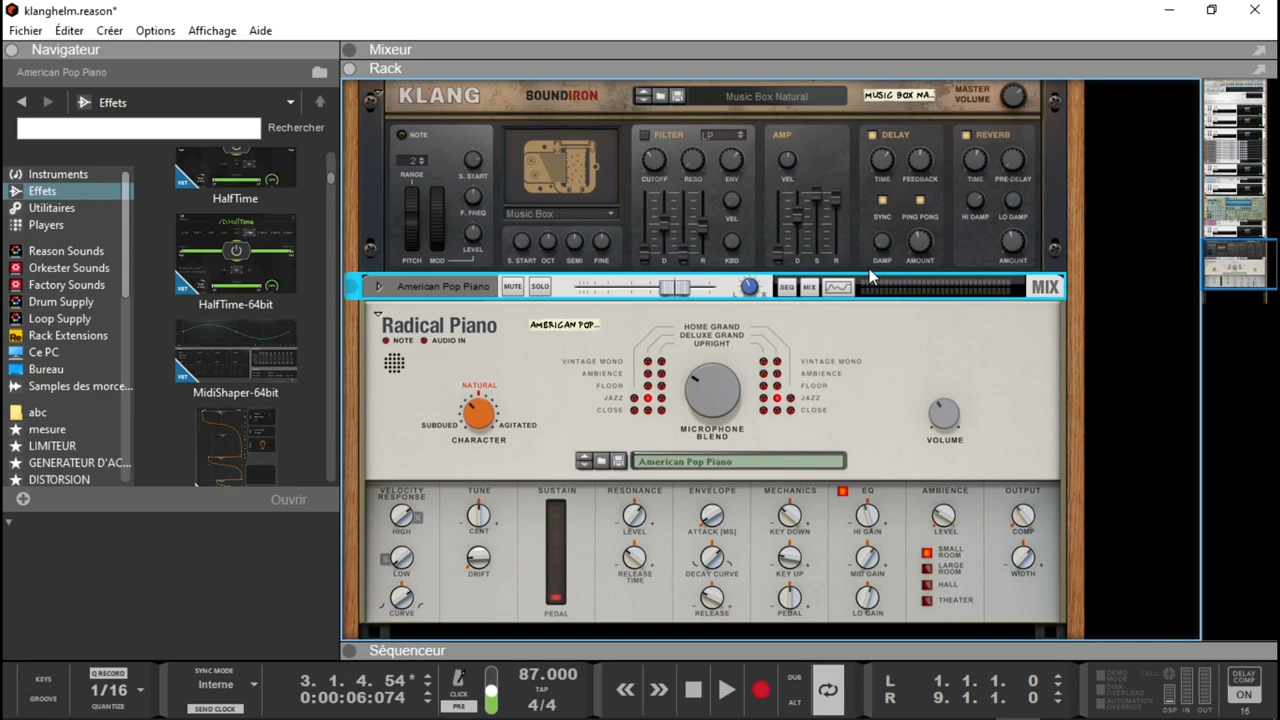 klanghelm.reason*
Fichier Éditer Créer Options Affichage Aide
Navigateur
American Pop Piano
Effets
Rechercher
Instruments
Effets
Utilitaires
Players
Reason Sounds
Orkester Sounds
Factory Sounds
Drum Supply
Loop Supply
Rack Extensions
Ce PC
Bureau
Samples des morce...
abc
mesure
LIMITEUR
GENERATEUR D'AC...
DISTORSION
VST
HalfTime
HalfTime
VST
HalfTime-64bit
VST
MidiShaper-64bit
Ouvrir
Mixeur
Rack
KLANG SOUNDIRON Music Box Natural MUSIC BOX NA... MASTER VOLUME
NOTE
2
RANGE
S. START
F. FREQ
LEVEL
PITCH MOD
Music Box
S. START OCT SEMI FINE
FILTER LP
CUTOFF RESO ENV
VEL
A D S R KBD
AMP
VEL
A D S R
DELAY
TIME FEEDBACK
SYNC PING PONG
DAMP AMOUNT
REVERB
TIME PRE-DELAY
HI DAMP LO DAMP
AMOUNT
American Pop Piano MUTE SOLO L R SEQ MIX MIX
Radical Piano AMERICAN POP...
NOTE AUDIO IN
HOME GRAND
DELUXE GRAND
UPRIGHT
VINTAGE MONO VINTAGE MONO
AMBIENCE AMBIENCE
FLOOR FLOOR
JAZZ JAZZ
CLOSE CLOSE
NATURAL
SUBDUED AGITATED
CHARACTER
MICROPHONE
BLEND
VOLUME
American Pop Piano
VELOCITY RESPONSE
HIGH
LOW
CURVE
TUNE
CENT
DRIFT
SUSTAIN
PEDAL
RESONANCE
LEVEL
RELEASE TIME
ENVELOPE
ATTACK [MS]
DECAY CURVE
RELEASE
MECHANICS
KEY DOWN
KEY UP
PEDAL
EQ
HI GAIN
MID GAIN
LO GAIN
AMBIENCE
LEVEL
SMALL ROOM
LARGE ROOM
HALL
THEATER
OUTPUT
COMP
WIDTH
Séquenceur
KEYS
GROOVE
Q RECORD
1/16
QUANTIZE
SYNC MODE
Interne
SEND CLOCK
3. 1. 4. 54 *
0:00:06:074
CLICK
PRE
87.000
TAP
4/4
DUB
ALT
L 1. 1. 1. 0
R 9. 1. 1. 0
DEMO MODE
DISK OVERLOAD
AUTOMATION OVERRIDE
CALC
DSP IN OUT
DELAY COMP
ON
16